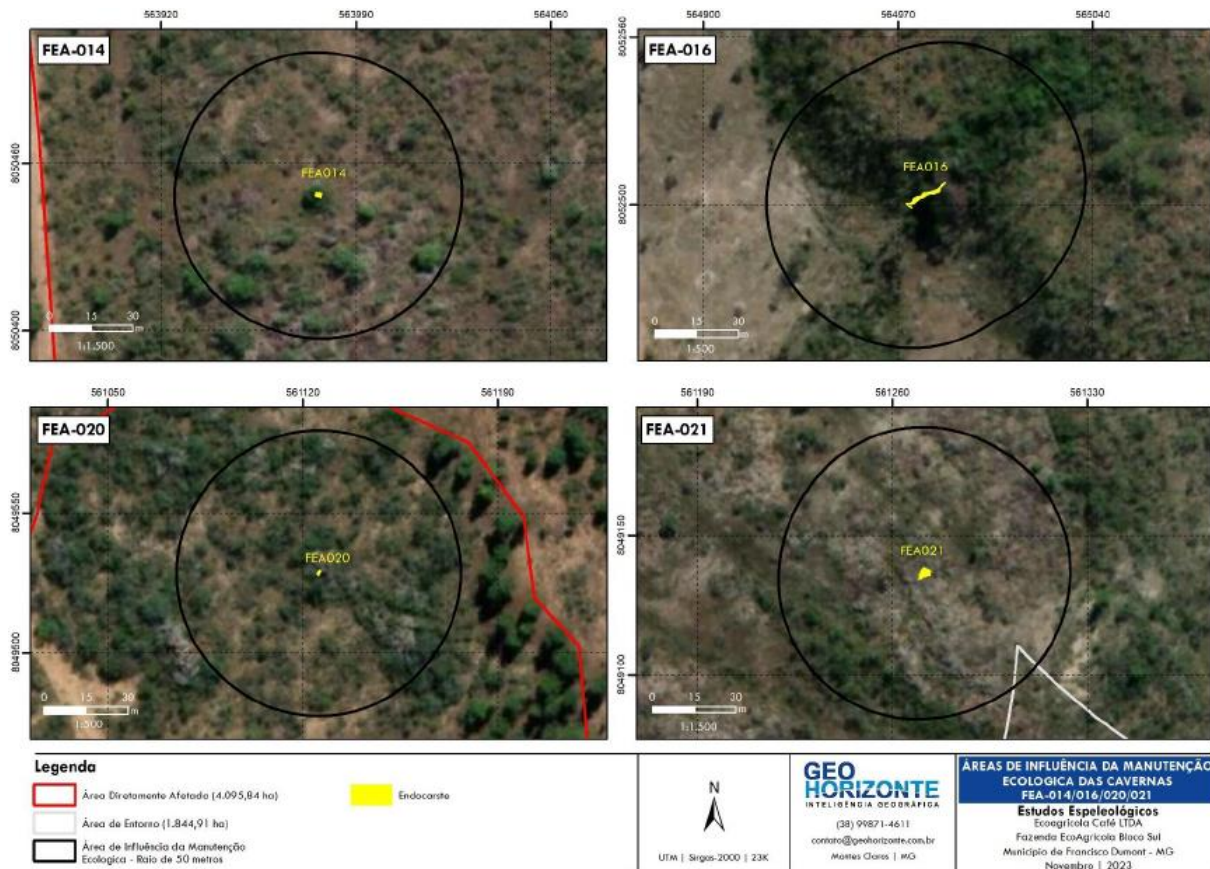 563920 563990 564060
FEA-014
8050460
FEA014
8050400
0 15 30
m
1:1.500
564900 564970 565040
8052560
FEA-016
FEA016
8052500
0 15 30
m
1:500
561050 561120 561190
FEA-020
8049550
FEA020
8049500
0 15 30
m
1:500
561190 561260 561330
FEA-021
8049150
FEA021
8049100
0 15 30
m
1:1.500
Legenda
Área Diretamente Afetada (4.095,84 ha)
Endocarste
Área de Entorno (1.844,91 ha)
Área de Influência da Manutenção
Ecologica - Raio de 50 metros
N
UTM | Sirgas-2000 | 23K
GEO
HORIZONTE
INTELIGÊNCIA GEOGRÁFICA
(38) 99871-4611
contato@geohorizonte.com.br
Montes Claros | MG
ÁREAS DE INFLUÊNCIA DA MANUTENÇÃO
ECOLOGICA DAS CAVERNAS
FEA-014/016/020/021
Estudos Espeleológicos
Ecoagrícola Café LTDA
Fazenda EcoAgrícola Bloco Sul
Município de Francisco Dumont - MG
Novembro | 2023